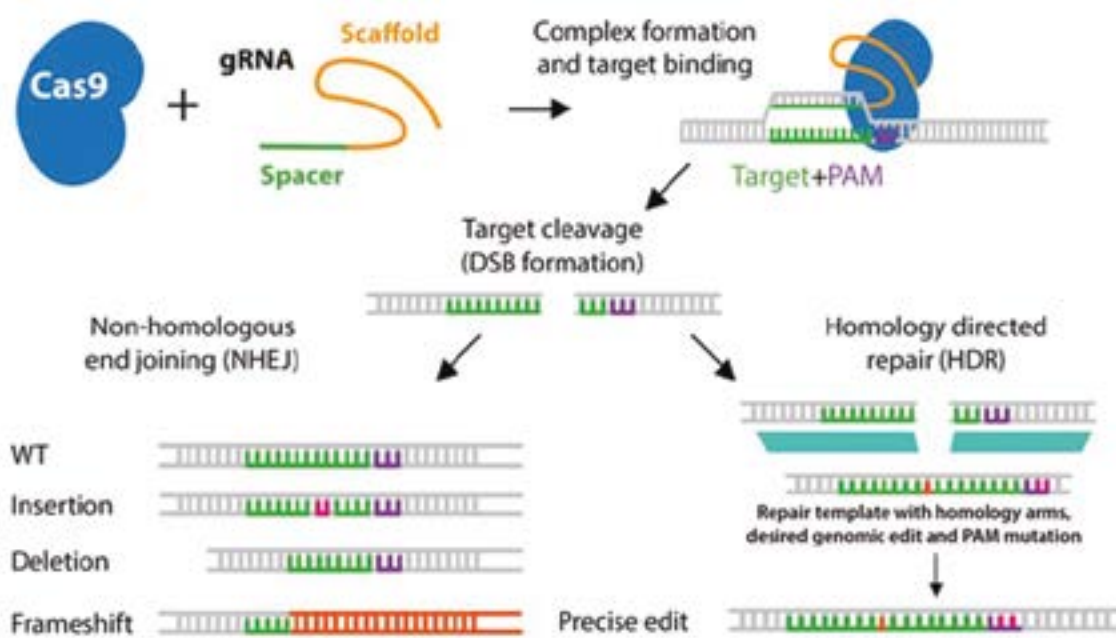 Cas9
+
gRNA
Scaffold
Spacer
Complex formation
and target binding
Target+PAM
Target cleavage
(DSB formation)
Non-homologous
end joining (NHEJ)
WT
Insertion
Deletion
Frameshift
Homology directed
repair (HDR)
Repair template with homology arms,
desired genomic edit and PAM mutation
Precise edit